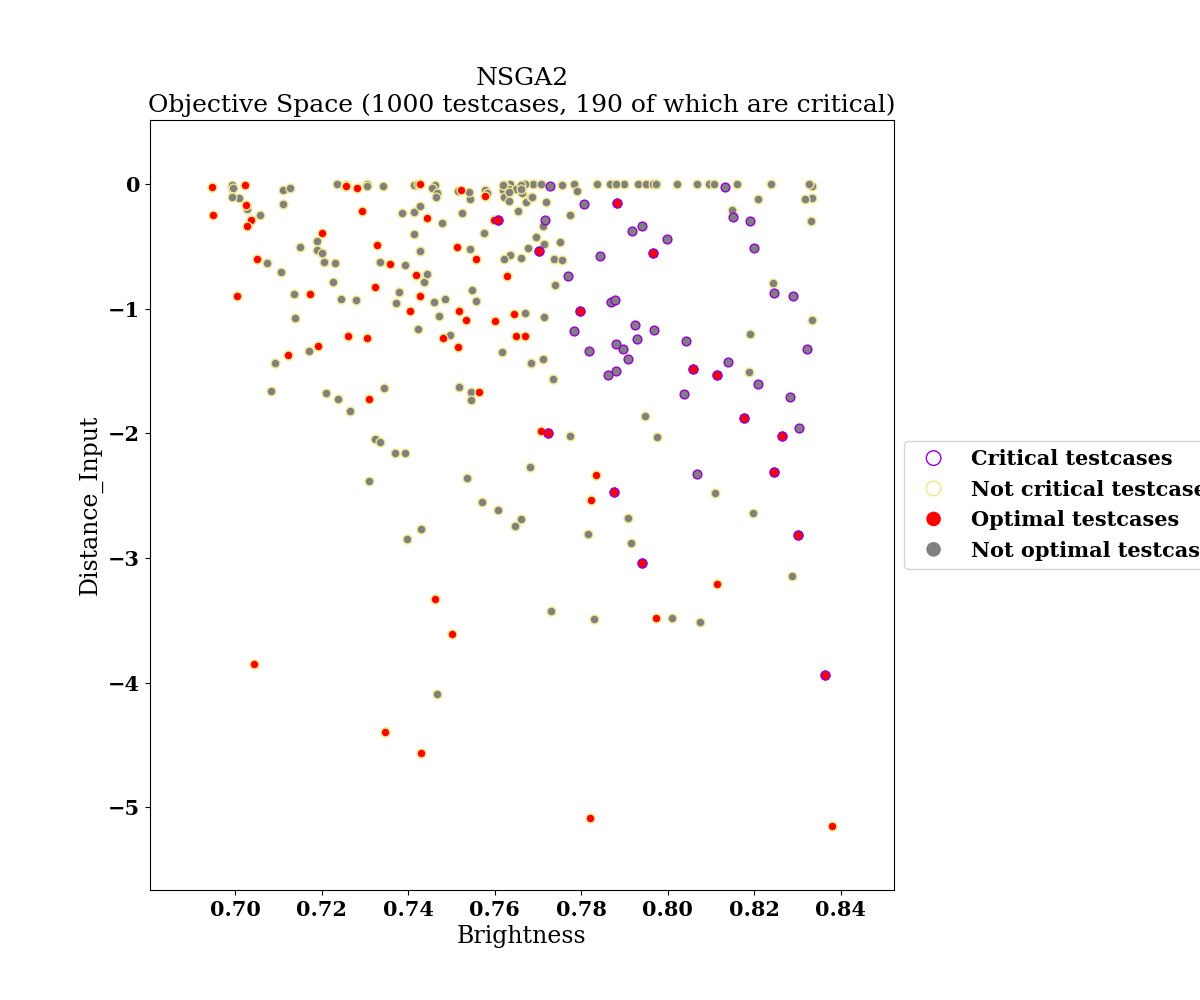 NSGA2
Objective Space (1000 testcases, 190 of which are critical)
0
−1
−2
−3
−4
−5
Distance_Input
0.70 0.72 0.74 0.76 0.78 0.80 0.82 0.84
Brightness
Critical testcases
Not critical testcase
Optimal testcases
Not optimal testcas